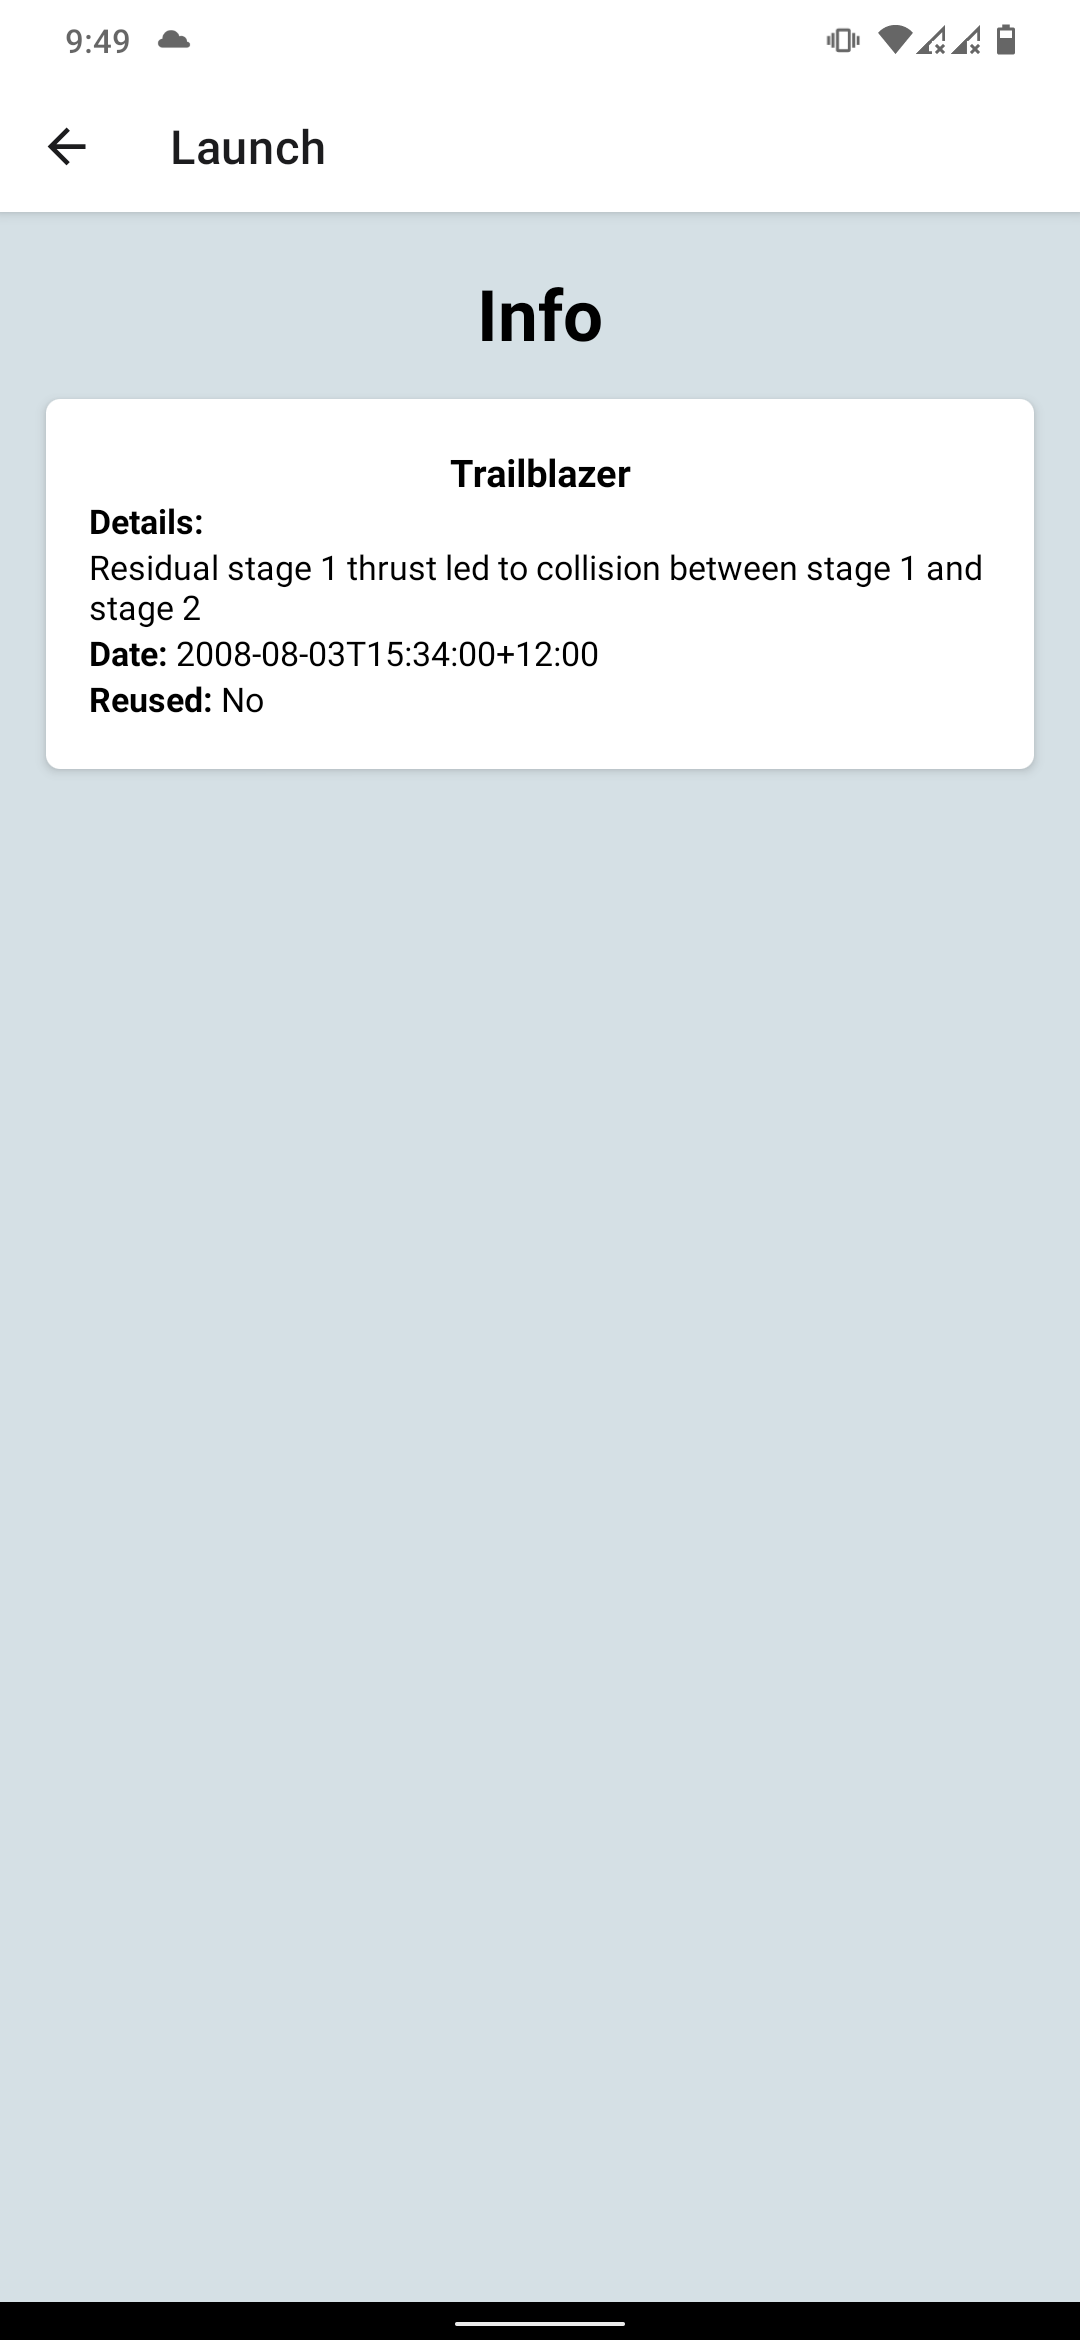 9:49
Launch
Info
Trailblazer
Details:
Residual stage 1 thrust led to collision between stage 1 and
stage 2
Date: 2008-08-03T15:34:00+12:00
Reused: No